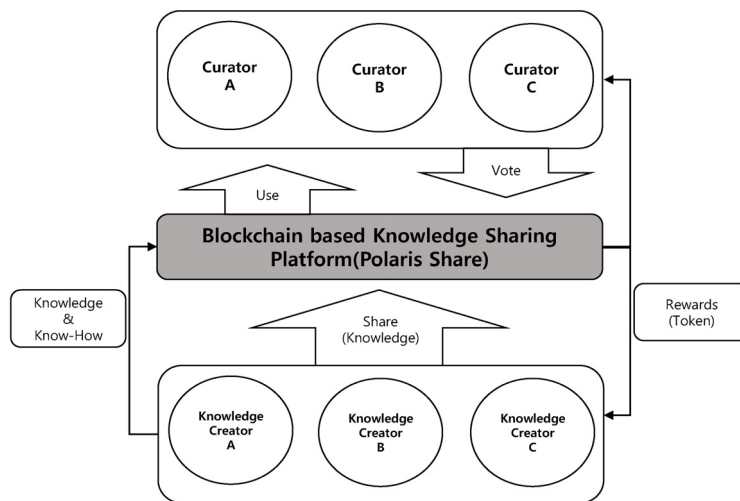 Curator
A
Curator
B
Curator
C
Use
Vote
Blockchain based Knowledge Sharing
Platform(Polaris Share)
Knowledge
&
Know-How
Share
(Knowledge)
Rewards
(Token)
Knowledge
Creator
A
Knowledge
Creator
B
Knowledge
Creator
C